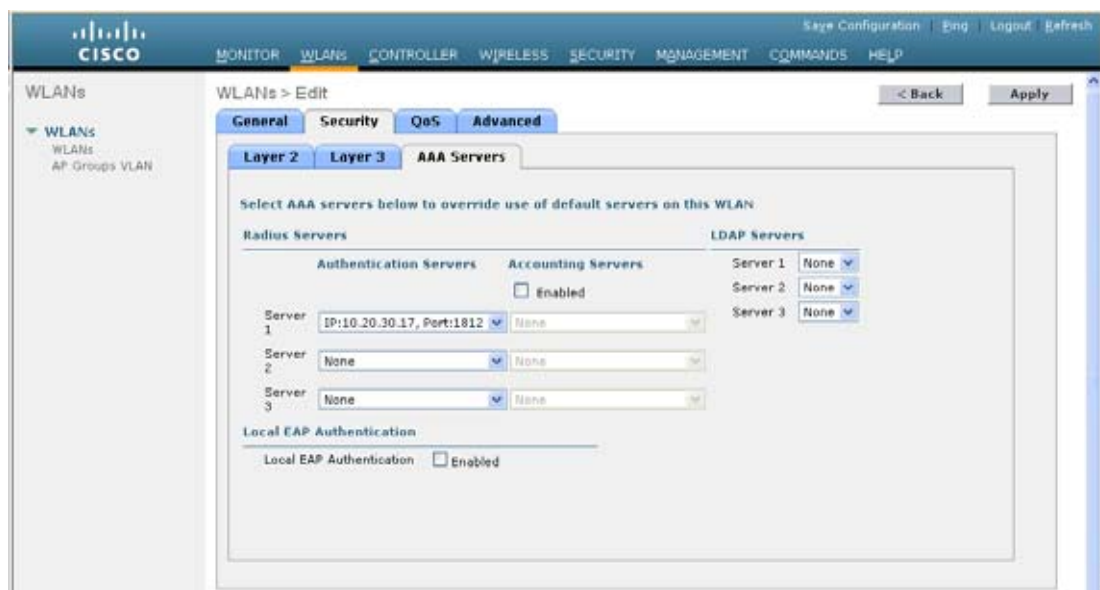 Save Configuration Ping Logout Refresh
CISCO
MONITOR WLANs CONTROLLER WIRELESS SECURITY MANAGEMENT COMMANDS HELP
WLANs
WLANs
WLANs
AP Groups VLAN
WLANs > Edit
< Back Apply
General Security QoS Advanced
Layer 2 Layer 3 AAA Servers
Select AAA servers below to override use of default servers on this WLAN
Radius Servers
LDAP Servers
Authentication Servers Accounting Servers
Enabled
Server 1 None
Server 2 None
Server 3 None
Server 1 IP:10.20.30.17, Port:1812 None
Server 2 None None
Server 3 None None
Local EAP Authentication
Local EAP Authentication Enabled